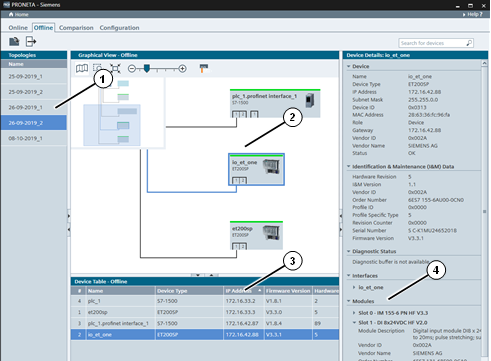 PRONETA - Siemens
Home
Help ?
Online
Offline
Comparison
Configuration
Search for devices
Topologies
Name
25-09-2019_1
25-09-2019_2
26-09-2019_1
26-09-2019_2
08-10-2019_1
1
Graphical View - Offline
plc_1.profinet interface_1
S7-1500
2
io_et_one
ET200SP
et200sp
ET200SP
3
Device Table - Offline
# Name Device Type IP Address Firmware Version Hardware
4 plc_1 S7-1500 172.16.33.2 V1.8.1 2
1 et200sp ET200SP 172.16.33.3 V3.3.0 5
3 plc_1.profinet interface_1 S7-1500 172.16.42.87 V1.8.4 89
2 io_et_one ET200SP 172.16.42.88 V3.3.1 5
Device Details: io_et_one
Device
Name io_et_one
Device Type ET200SP
IP Address 172.16.42.88
Subnet Mask 255.255.0.0
Device ID 0x0313
MAC Address 28:63:36:fc:96:fa
Role Device
Gateway 172.16.42.88
Vendor ID 0x002A
Vendor Name SIEMENS AG
Status OK
Identification & Maintenance (I&M) Data
Hardware Revision 5
I&M Version 1.1
Vendor ID 0x002A
Order Number 6ES7 155-6AU00-0CN0
Profile ID 0x0000
Profile Specific Type 5
Revision Counter 0x0000
Serial Number S C-K1MU24652018
Firmware Version V3.3.1
Diagnostic Status
Diagnostic buffer is not available.
Interfaces
io_et_one
4
Modules
Slot 0 - IM 155-6 PN HF V3.3
Slot 1 - DI 8x24VDC HF V2.0
Module Description Digital input module DI8 x 24
to 20ms; pulse stretching; su
Vendor ID 0x002A
Vendor Name SIEMENS AG